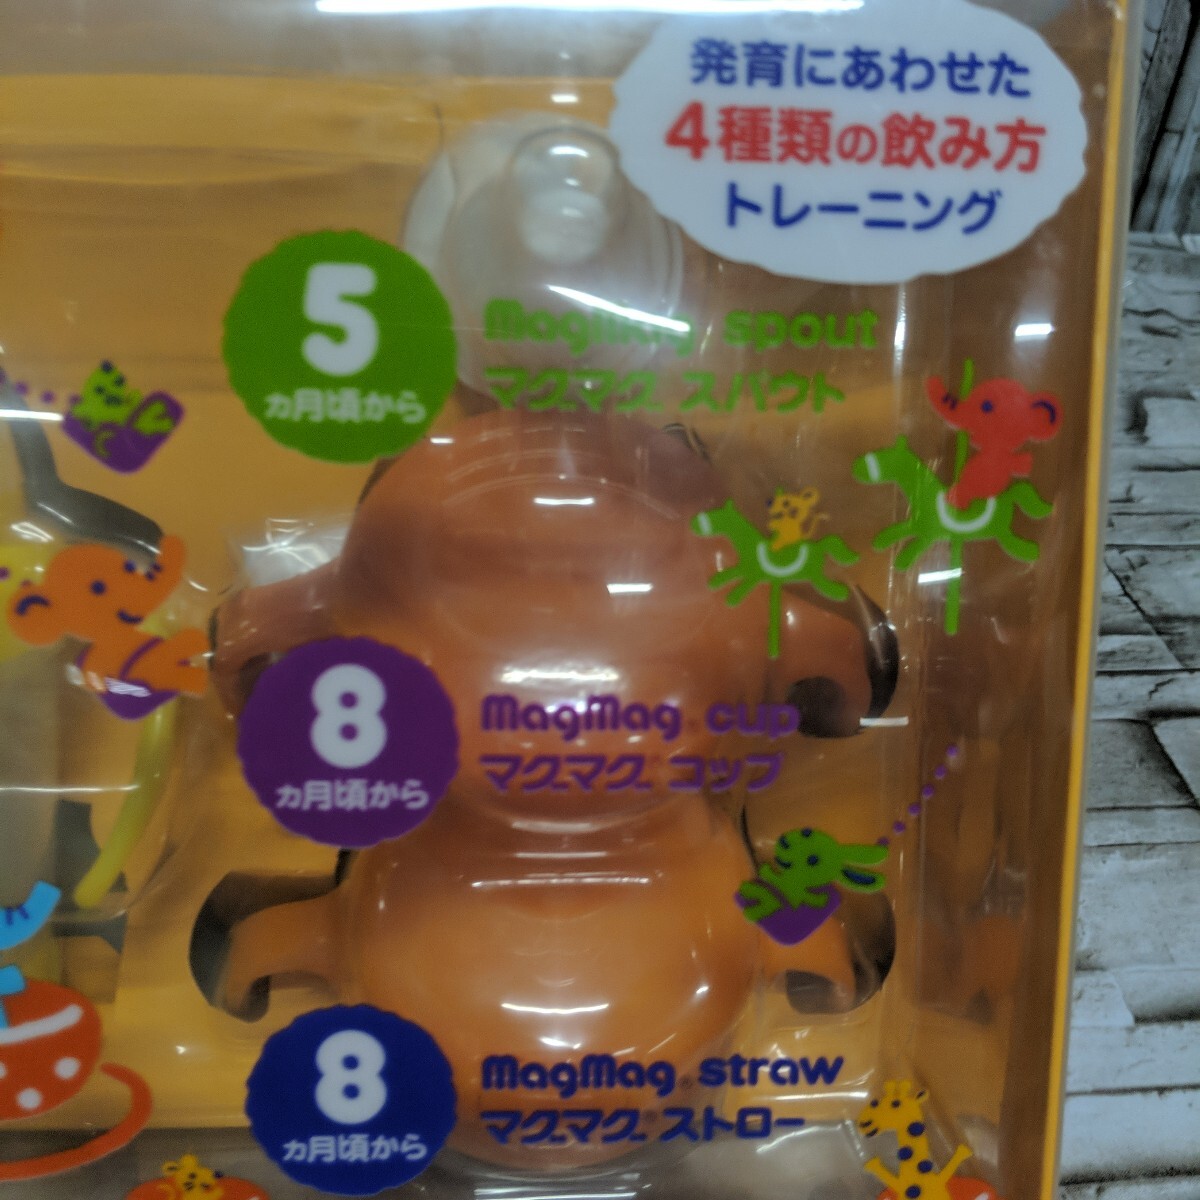 発育にあわせた
4種類の飲み方
トレーニング
5
ヵ月頃から
MagMag spout
マグマグ スパウト
8
ヵ月頃から
MagMag® cup
マグマグ® コップ
8
ヵ月頃から
MagMag® straw
マグマグ® ストロー